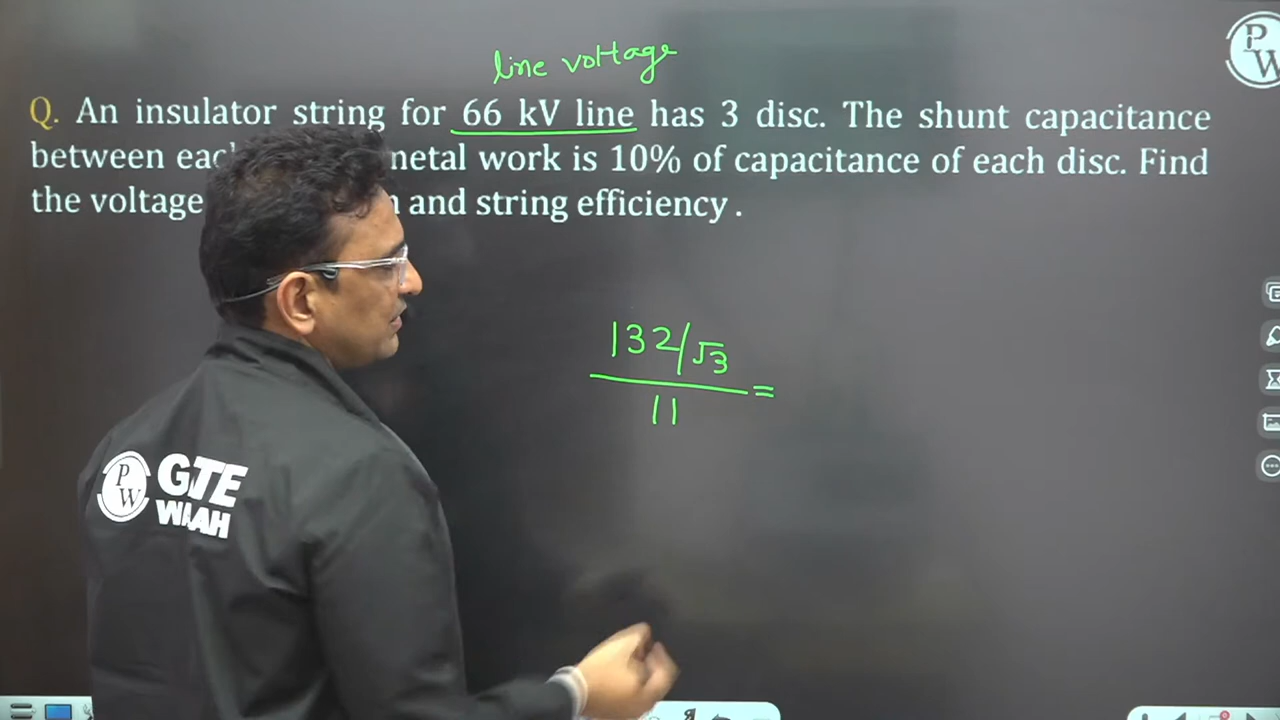 line voltage
Q. An insulator string for 66 kV line has 3 disc. The shunt capacitance
between metal work is 10% of capacitance of each disc. Find
the voltage and string efficiency .
132/√3
11
=
PW
PW
GATE
WALLAH